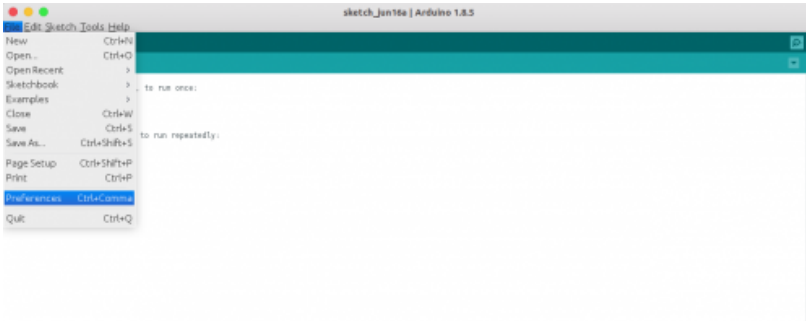 sketch_jun16a | Arduino 1.8.5
File Edit Sketch Tools Help
New Ctrl+N
Open... Ctrl+O
Open Recent >
Sketchbook >
Examples >
Close Ctrl+W
Save Ctrl+S
Save As... Ctrl+Shift+S
Page Setup Ctrl+Shift+P
Print Ctrl+P
Preferences Ctrl+Comma
Quit Ctrl+Q
, to run once:
to run repeatedly: